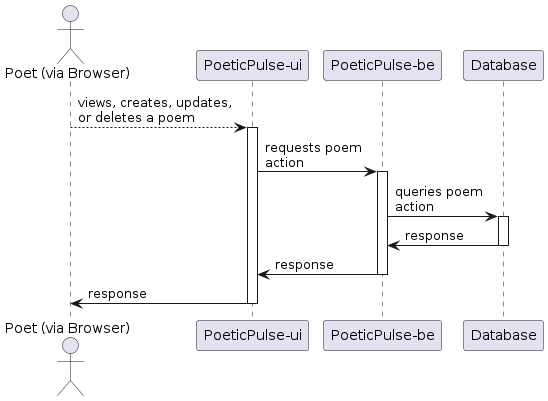 Poet (via Browser)
PoeticPulse-ui
PoeticPulse-be
Database
views, creates, updates,
or deletes a poem
requests poem
action
queries poem
action
response
response
response
Poet (via Browser)
PoeticPulse-ui
PoeticPulse-be
Database